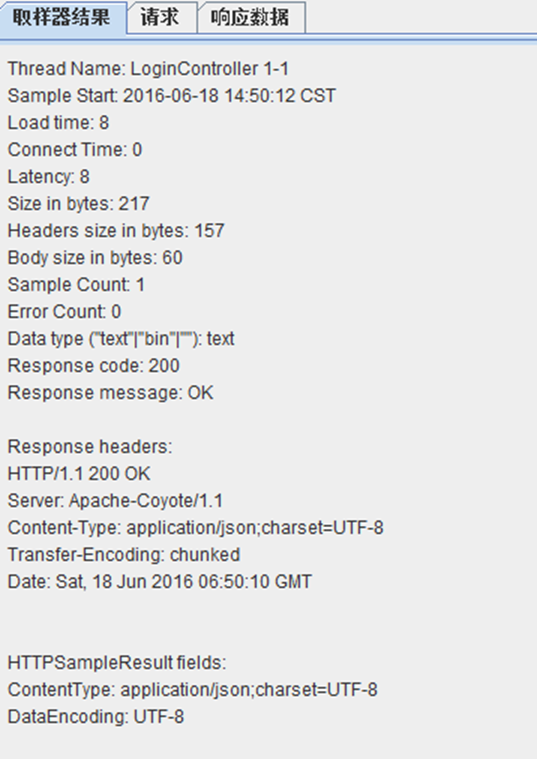 取样器结果 请求 响应数据
Thread Name: LoginController 1-1
Sample Start: 2016-06-18 14:50:12 CST
Load time: 8
Connect Time: 0
Latency: 8
Size in bytes: 217
Headers size in bytes: 157
Body size in bytes: 60
Sample Count: 1
Error Count: 0
Data type ("text"|"bin"|""): text
Response code: 200
Response message: OK
Response headers:
HTTP/1.1 200 OK
Server: Apache-Coyote/1.1
Content-Type: application/json;charset=UTF-8
Transfer-Encoding: chunked
Date: Sat, 18 Jun 2016 06:50:10 GMT
HTTPSampleResult fields:
ContentType: application/json;charset=UTF-8
DataEncoding: UTF-8